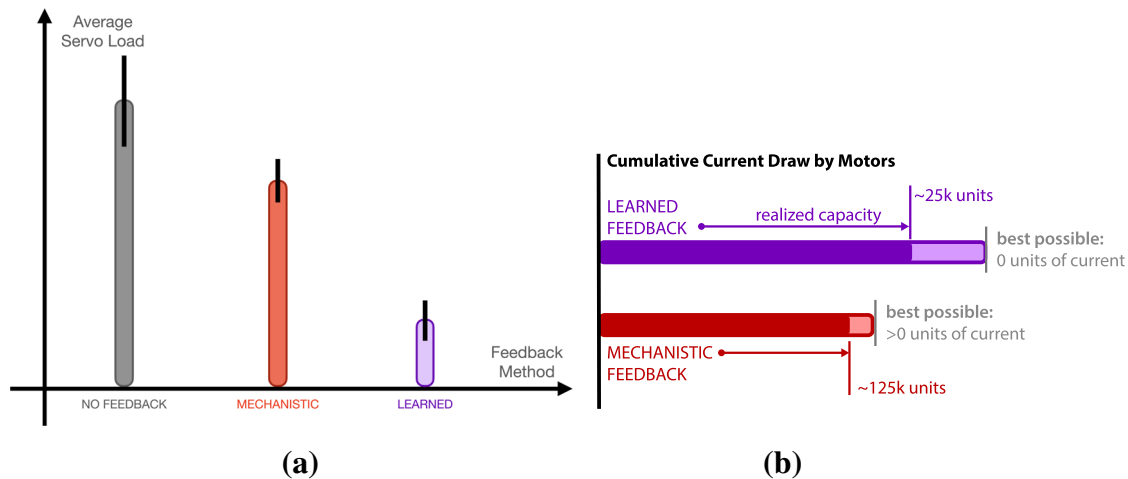 Average
Servo Load
Feedback
Method
NO FEEDBACK
MECHANISTIC
LEARNED
(a)
Cumulative Current Draw by Motors
LEARNED
FEEDBACK
realized capacity
~25k units
best possible:
0 units of current
best possible:
>0 units of current
MECHANISTIC
FEEDBACK
~125k units
(b)